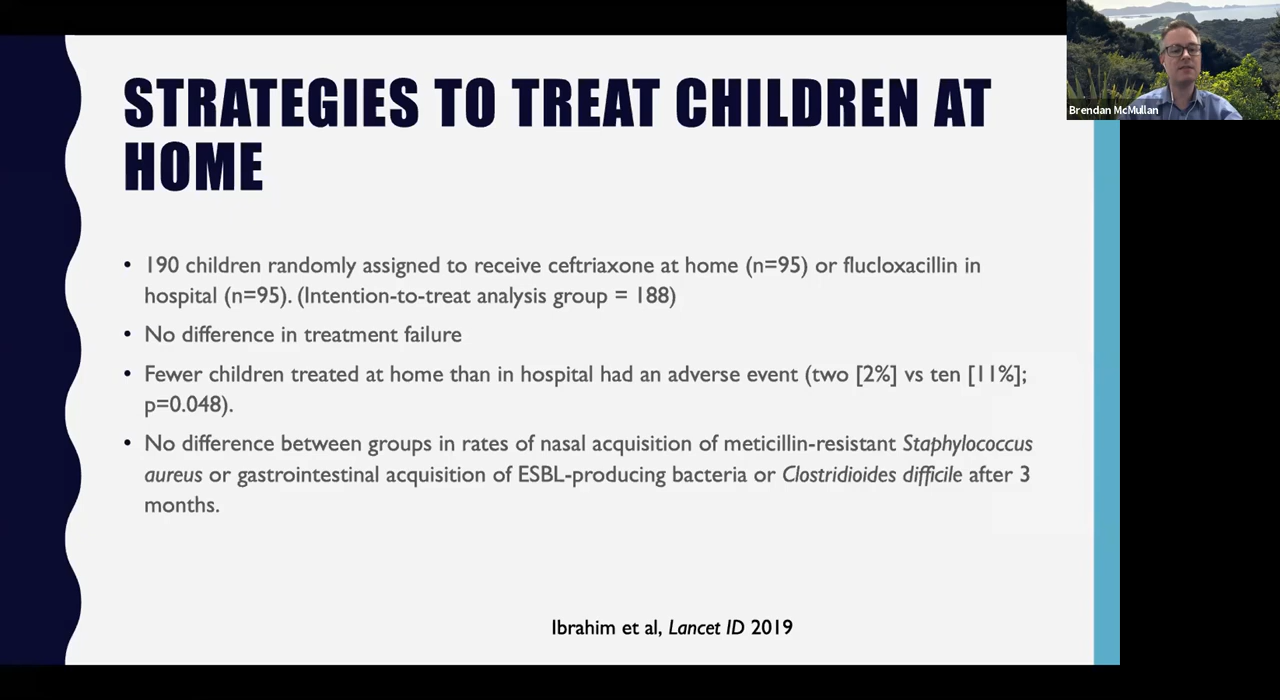 STRATEGIES TO TREAT CHILDREN AT
HOME
• 190 children randomly assigned to receive ceftriaxone at home (n=95) or flucloxacillin in
hospital (n=95). (Intention-to-treat analysis group = 188)
• No difference in treatment failure
• Fewer children treated at home than in hospital had an adverse event (two [2%] vs ten [11%];
p=0.048).
• No difference between groups in rates of nasal acquisition of meticillin-resistant Staphylococcus
aureus or gastrointestinal acquisition of ESBL-producing bacteria or Clostridioides difficile after 3
months.
Ibrahim et al, Lancet ID 2019
Brendan McMullan